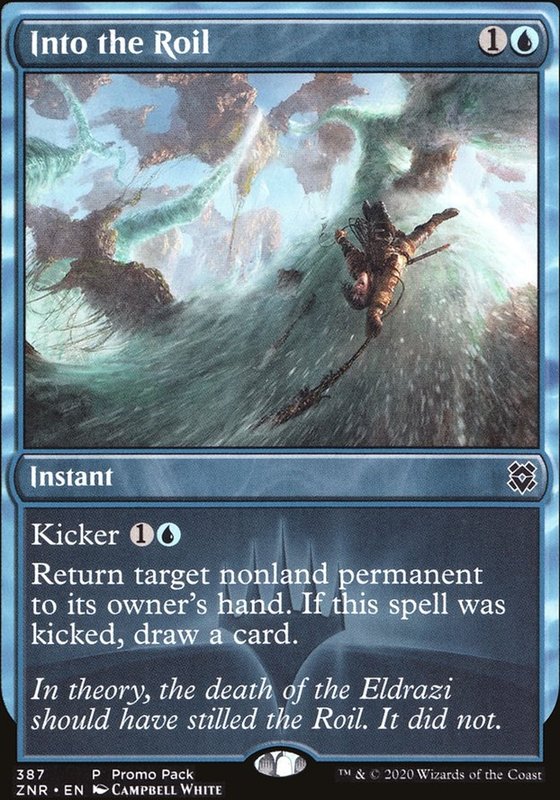 Into the Roil 1
Instant
Kicker 1
Return target nonland permanent
to its owner's hand. If this spell was
kicked, draw a card.
In theory, the death of the Eldrazi
should have stilled the Roil. It did not.
387 P Promo Pack
ZNR • EN CAMPBELL WHITE
™ & © 2020 Wizards of the Coast